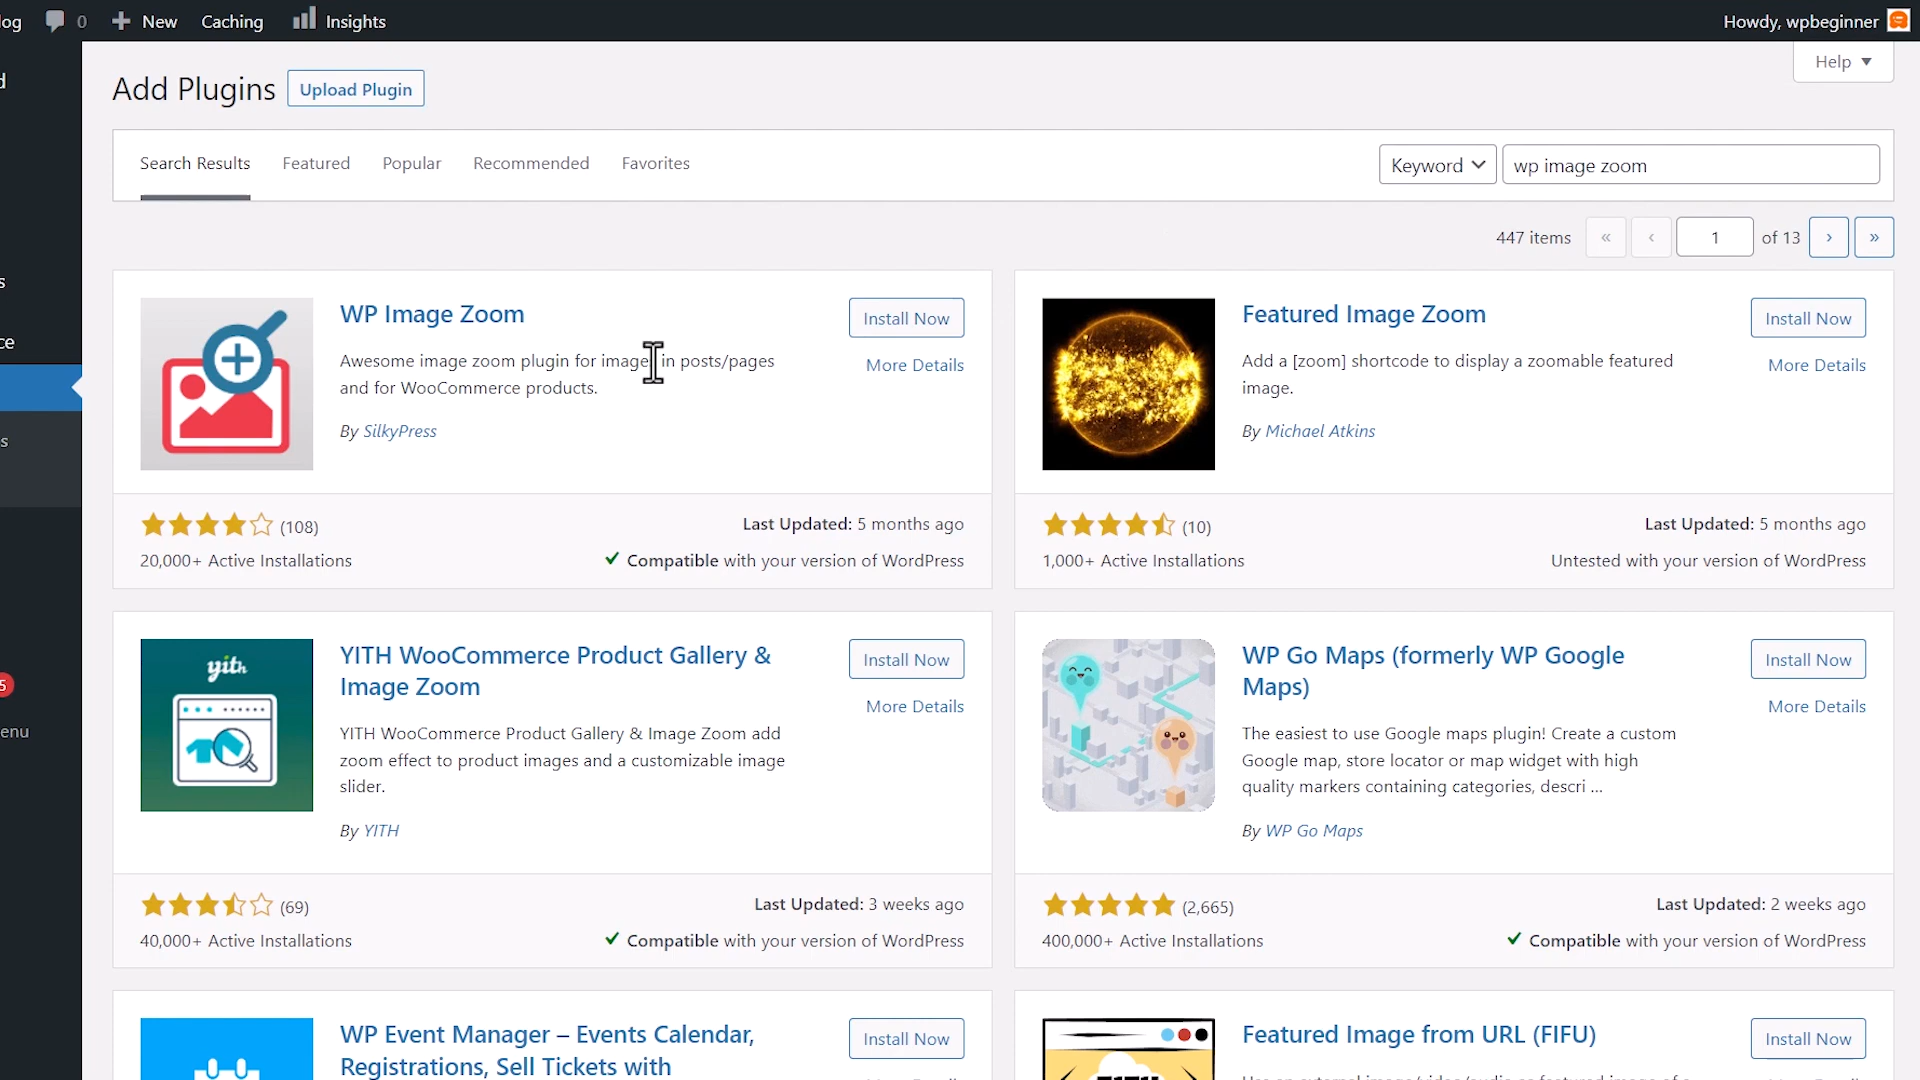 log 0 New Caching Insights Howdy, wpbeginner
Help
Add Plugins Upload Plugin
Search Results Featured Popular Recommended Favorites Keyword wp image zoom
447 items « ‹ 1 of 13 › »
WP Image Zoom
Install Now
More Details
Awesome image zoom plugin for image in posts/pages
and for WooCommerce products.
By SilkyPress
(108)
Last Updated: 5 months ago
20,000+ Active Installations
Compatible with your version of WordPress
Featured Image Zoom
Install Now
More Details
Add a [zoom] shortcode to display a zoomable featured
image.
By Michael Atkins
(10)
Last Updated: 5 months ago
1,000+ Active Installations
Untested with your version of WordPress
yith
YITH WooCommerce Product Gallery &
Image Zoom
Install Now
More Details
YITH WooCommerce Product Gallery & Image Zoom add
zoom effect to product images and a customizable image
slider.
By YITH
(69)
Last Updated: 3 weeks ago
40,000+ Active Installations
Compatible with your version of WordPress
WP Go Maps (formerly WP Google
Maps)
Install Now
More Details
The easiest to use Google maps plugin! Create a custom
Google map, store locator or map widget with high
quality markers containing categories, descri ...
By WP Go Maps
(2,665)
Last Updated: 2 weeks ago
400,000+ Active Installations
Compatible with your version of WordPress
WP Event Manager – Events Calendar,
Registrations, Sell Tickets with
Install Now
Featured Image from URL (FIFU)
Install Now
d
s
ce
s
5
enu